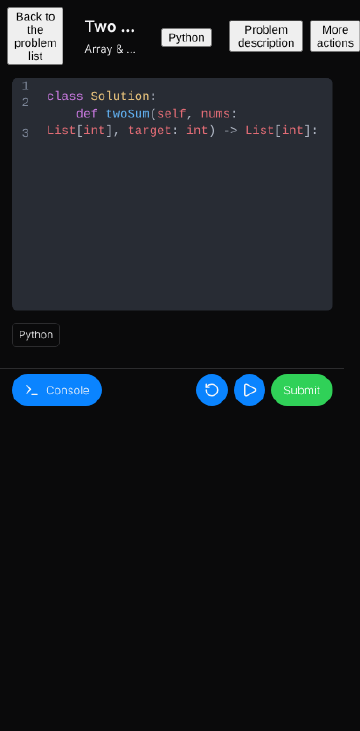 Back to
the
problem
list
Two ...
Array & ...
Python
Problem
description
More
actions
1
class Solution:
2
def twoSum(self, nums:
List[int], target: int) -> List[int]:
3
Python
Console
Submit